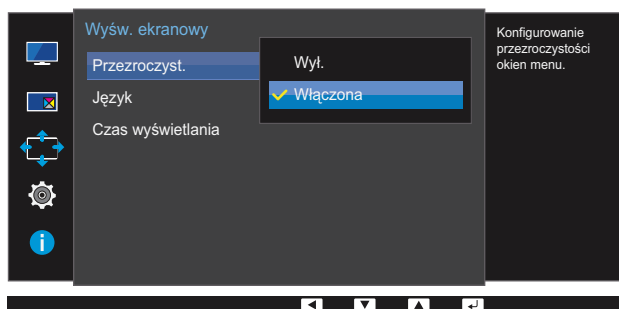 Wyśw. ekranowy
Przezroczyst.
Język
Czas wyświetlania
Wył.
Włączona
Konfigurowanie
przezroczystości
okien menu.